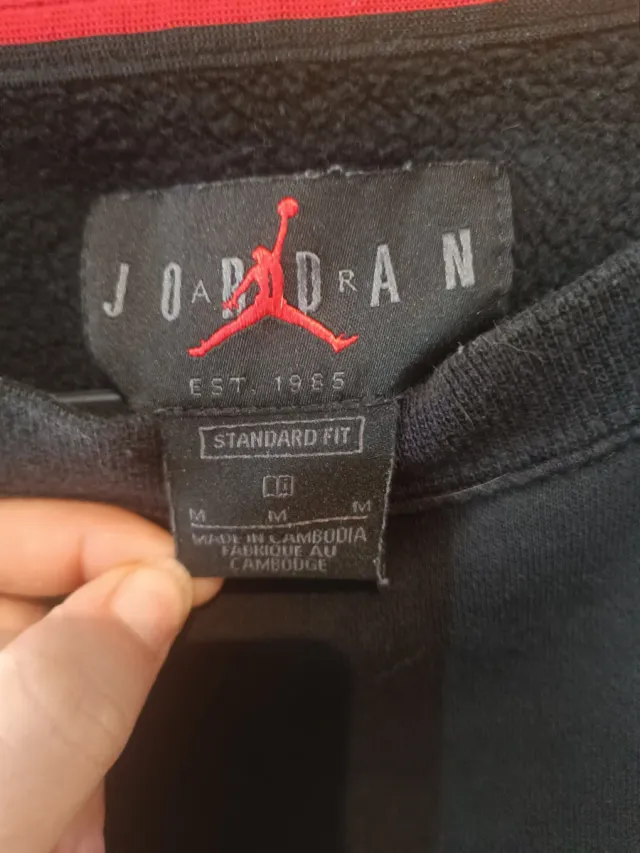 JORDAN
AIR
EST. 1985
STANDARD FIT
M M M
MADE IN CAMBODIA
FABRIQUE AU
CAMBODGE